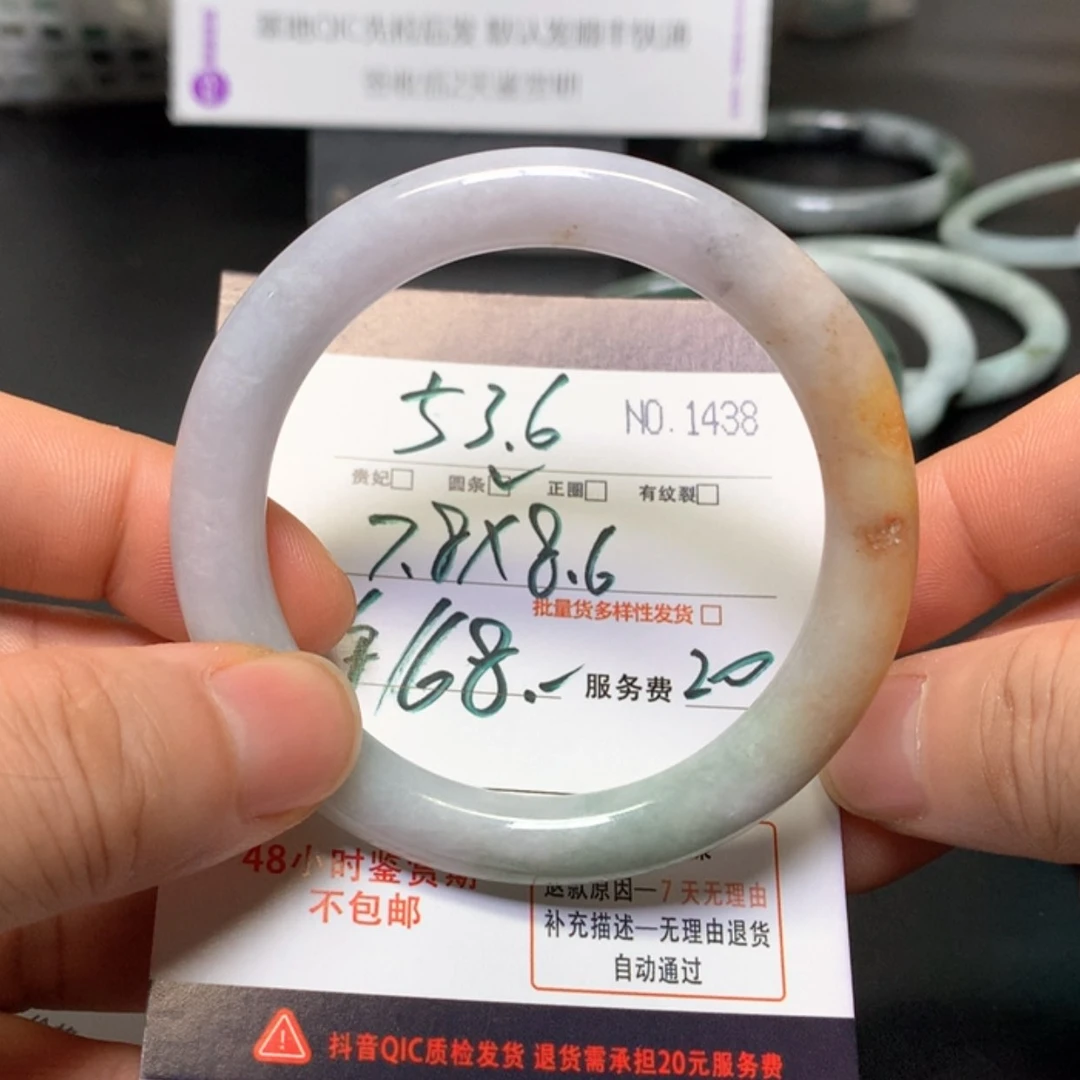 53.6 NO.1438
贵妃□ 圆条☑ 正圈□ 有纹裂□
7.8X8.6
批量货多样性发货 □
168.- 服务费 20
48小时鉴赏期
不包邮
退款原因—7天无理由
补充描述—无理由退货
自动通过
抖音QIC质检发货 退货需承担20元服务费